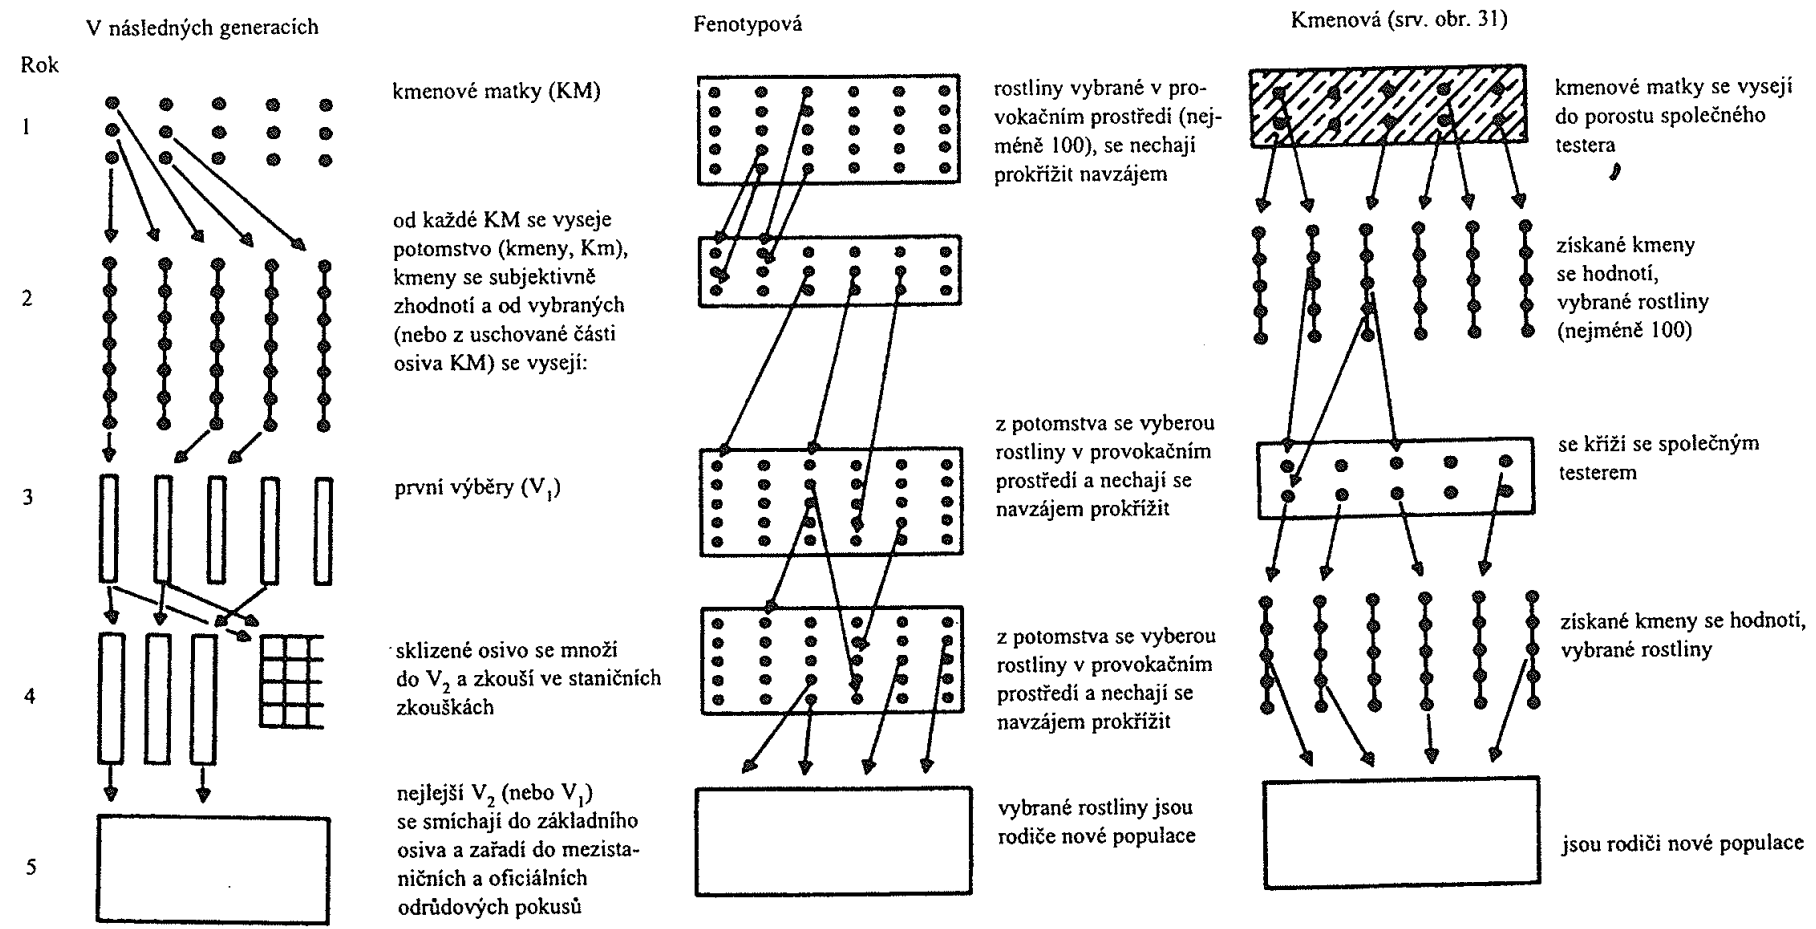 V následných generacích
Rok
1
kmenové matky (KM)
2
od každé KM se vyseje
potomstvo (kmeny, Km),
kmeny se subjektivně
zhodnotí a od vybraných
(nebo z uschované části
osiva KM) se vysejí:
3
první výběry (V₁)
4
sklizené osivo se množí
do V₂ a zkouší ve staničních
zkouškách
5
nejlejší V₂ (nebo V₁)
se smíchají do základního
osiva a zařadí do mezista-
ničních a oficiálních
odrůdových pokusů
Fenotypová
rostliny vybrané v pro-
vokačním prostředí (nej-
méně 100), se nechají
prokřížit navzájem
z potomstva se vyberou
rostliny v provokačním
prostředí a nechají se
navzájem prokřížit
z potomstva se vyberou
rostliny v provokačním
prostředí a nechají se
navzájem prokřížit
vybrané rostliny jsou
rodiče nové populace
Kmenová (srv. obr. 31)
kmenové matky se vysejí
do porostu společného
testera
získané kmeny
se hodnotí,
vybrané rostliny
(nejméně 100)
se kříží se společným
testerem
získané kmeny se hodnotí,
vybrané rostliny
jsou rodiči nové populace